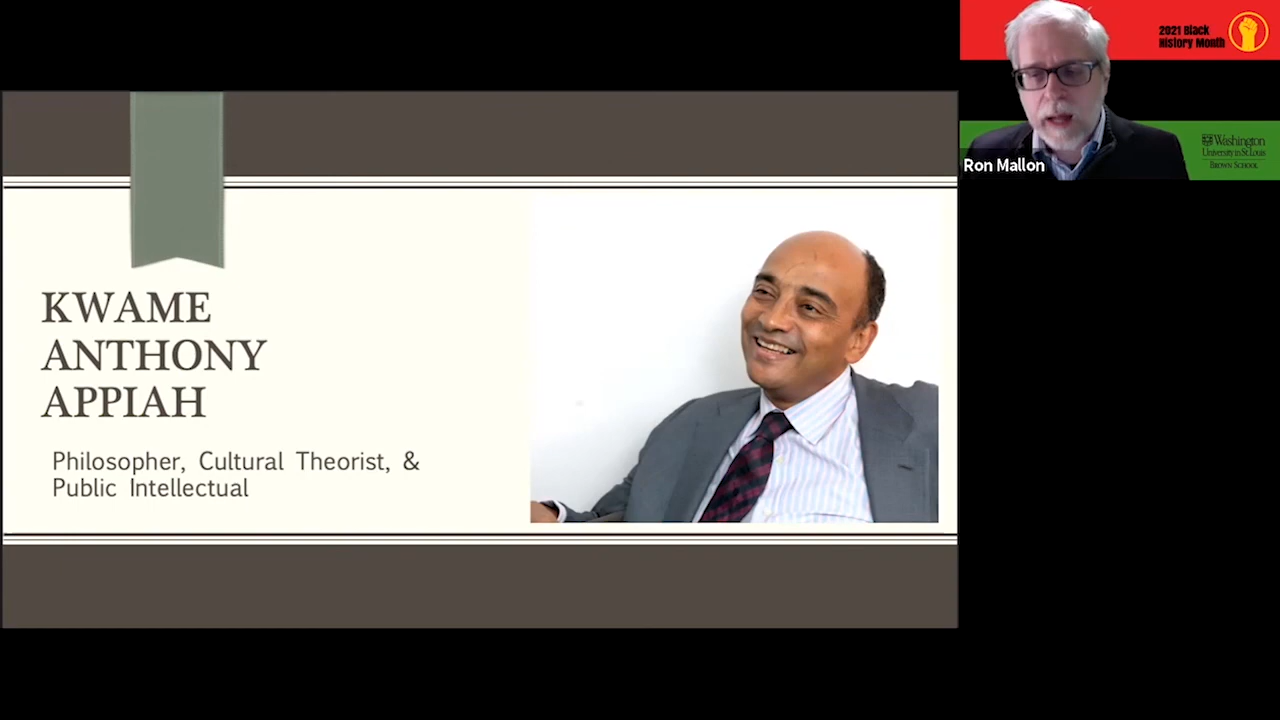 KWAME
ANTHONY
APPIAH
Philosopher, Cultural Theorist, &
Public Intellectual
2021 Black
History Month
Ron Mallon
Washington
University in St. Louis
BROWN SCHOOL